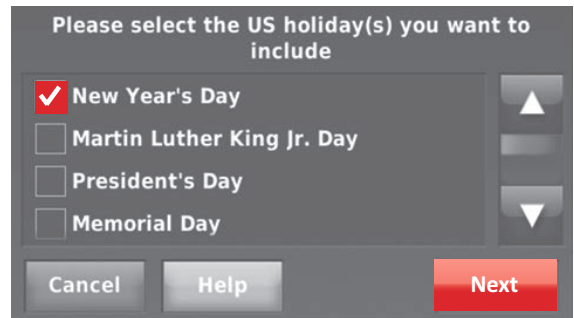 Please select the US holiday(s) you want to
include
New Year's Day
Martin Luther King Jr. Day
President's Day
Memorial Day
Cancel
Help
Next